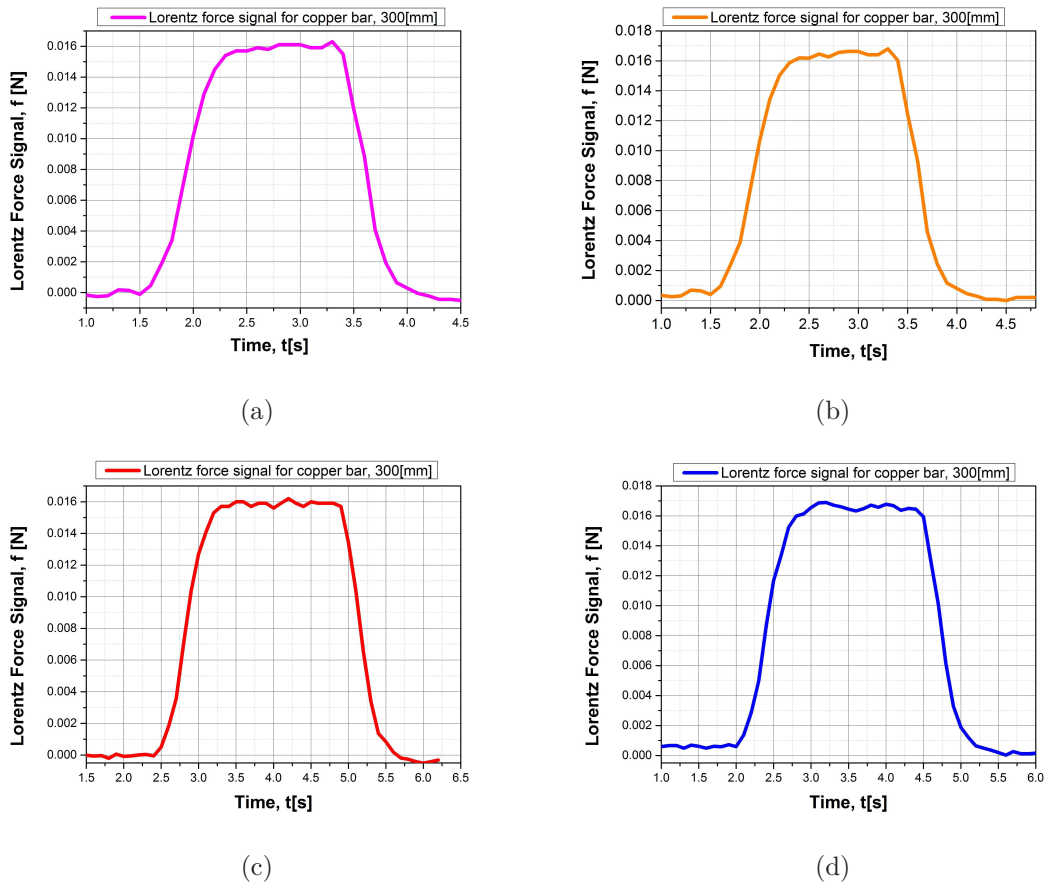 Lorentz force signal for copper bar, 300[mm]
Lorentz Force Signal, f [N]
0.016
0.014
0.012
0.010
0.008
0.006
0.004
0.002
0.000
1.0 1.5 2.0 2.5 3.0 3.5 4.0 4.5
Time, t[s]
(a)
Lorentz force signal for copper bar, 300[mm]
Lorentz Force Signal, f [N]
0.018
0.016
0.014
0.012
0.010
0.008
0.006
0.004
0.002
0.000
1.0 1.5 2.0 2.5 3.0 3.5 4.0 4.5
Time, t[s]
(b)
Lorentz force signal for copper bar, 300[mm]
Lorentz Force Signal, f [N]
0.016
0.014
0.012
0.010
0.008
0.006
0.004
0.002
0.000
1.5 2.0 2.5 3.0 3.5 4.0 4.5 5.0 5.5 6.0 6.5
Time, t[s]
(c)
Lorentz force signal for copper bar, 300[mm]
Lorentz Force Signal, f [N]
0.018
0.016
0.014
0.012
0.010
0.008
0.006
0.004
0.002
0.000
1.0 1.5 2.0 2.5 3.0 3.5 4.0 4.5 5.0 5.5 6.0
Time, t[s]
(d)